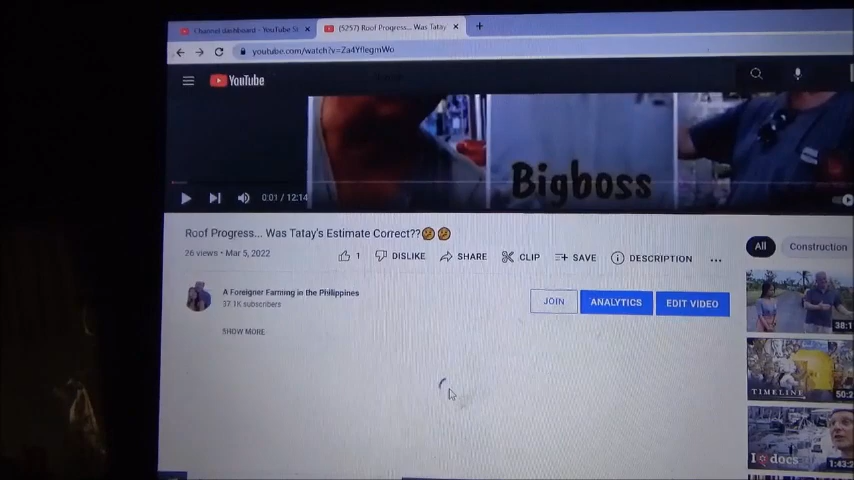 Channel dashboard - YouTube St
(5257) Roof Progress... Was Tatay
youtube.com/watch?v=Za4YflegmWo
YouTube
Bigboss
0:01 / 12:14
Roof Progress... Was Tatay's Estimate Correct??🤔🤔
26 views • Mar 5, 2022
1 DISLIKE SHARE CLIP SAVE DESCRIPTION ...
All Construction
A Foreigner Farming in the Philippines
37.1K subscribers
JOIN ANALYTICS EDIT VIDEO
SHOW MORE
38:1
TIMELINE
50:2
I docs
1:43:2